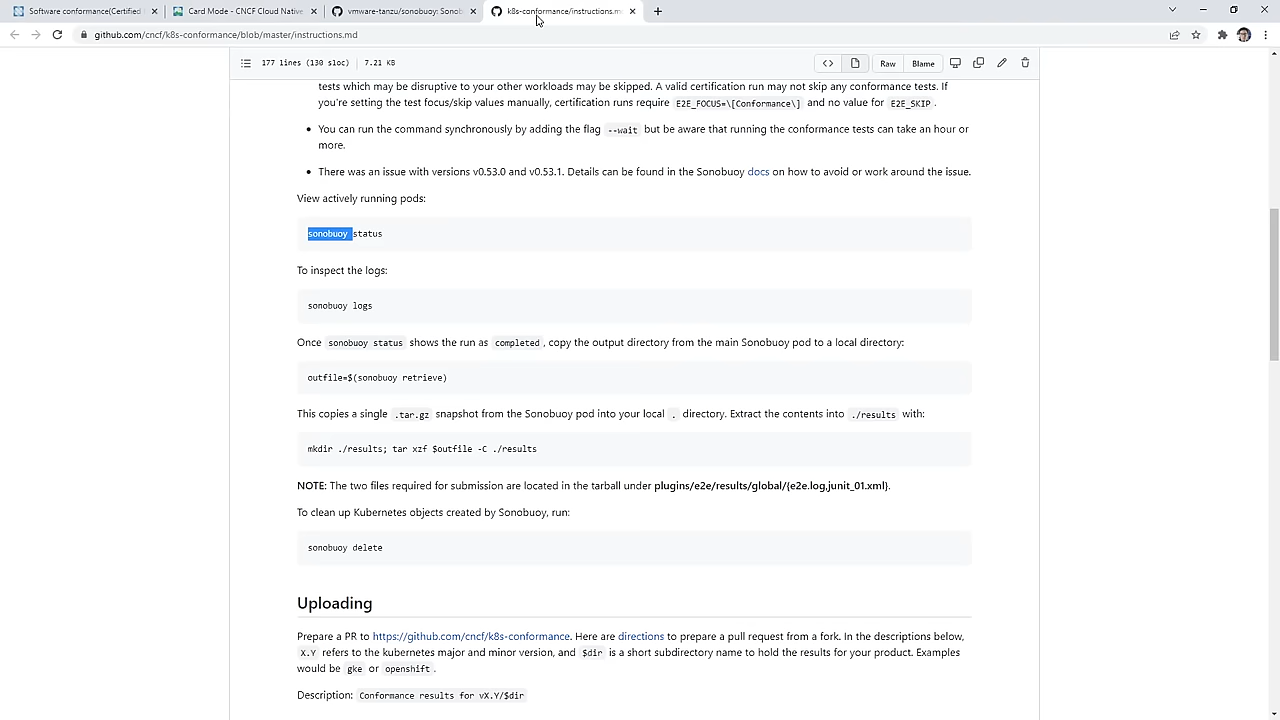 Software conformance(Certified
Card Mode - CNCF Cloud Native
vmware-tanzu/sonobuoy: Sonob
k8s-conformance/instructions.m
github.com/cncf/k8s-conformance/blob/master/instructions.md
177 lines (130 sloc) 7.21 KB
Raw
Blame
tests which may be disruptive to your other workloads may be skipped. A valid certification run may not skip any conformance tests. If
you're setting the test focus/skip values manually, certification runs require E2E_FOCUS=\[Conformance\] and no value for E2E_SKIP.
• You can run the command synchronously by adding the flag --wait but be aware that running the conformance tests can take an hour or
more.
• There was an issue with versions v0.53.0 and v0.53.1. Details can be found in the Sonobuoy docs on how to avoid or work around the issue.
View actively running pods:
sonobuoy status
To inspect the logs:
sonobuoy logs
Once sonobuoy status shows the run as completed, copy the output directory from the main Sonobuoy pod to a local directory:
outfile=$(sonobuoy retrieve)
This copies a single .tar.gz snapshot from the Sonobuoy pod into your local . directory. Extract the contents into ./results with:
mkdir ./results; tar xzf $outfile -C ./results
NOTE: The two files required for submission are located in the tarball under plugins/e2e/results/global/{e2e.log,junit_01.xml}.
To clean up Kubernetes objects created by Sonobuoy, run:
sonobuoy delete
Uploading
Prepare a PR to https://github.com/cncf/k8s-conformance. Here are directions to prepare a pull request from a fork. In the descriptions below,
X.Y refers to the kubernetes major and minor version, and $dir is a short subdirectory name to hold the results for your product. Examples
would be gke or openshift.
Description: Conformance results for vX.Y/$dir